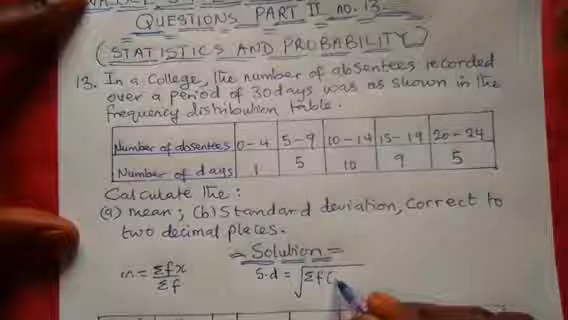 QUESTIONS PART II no. 13.
(STATISTICS AND PROBABILITY)
13. In a College, the number of absentees recorded
over a period of 30 days was as shown in the
frequency distribution table.
Number of absentees 0-4 5-9 10-14 15-19 20-24
Number of days 1 5 10 9 5
Calculate the:
(a) mean; (b) Standard deviation, correct to
two decimal places.
Solution =
m = Σfx / Σf S.d = √Σf(